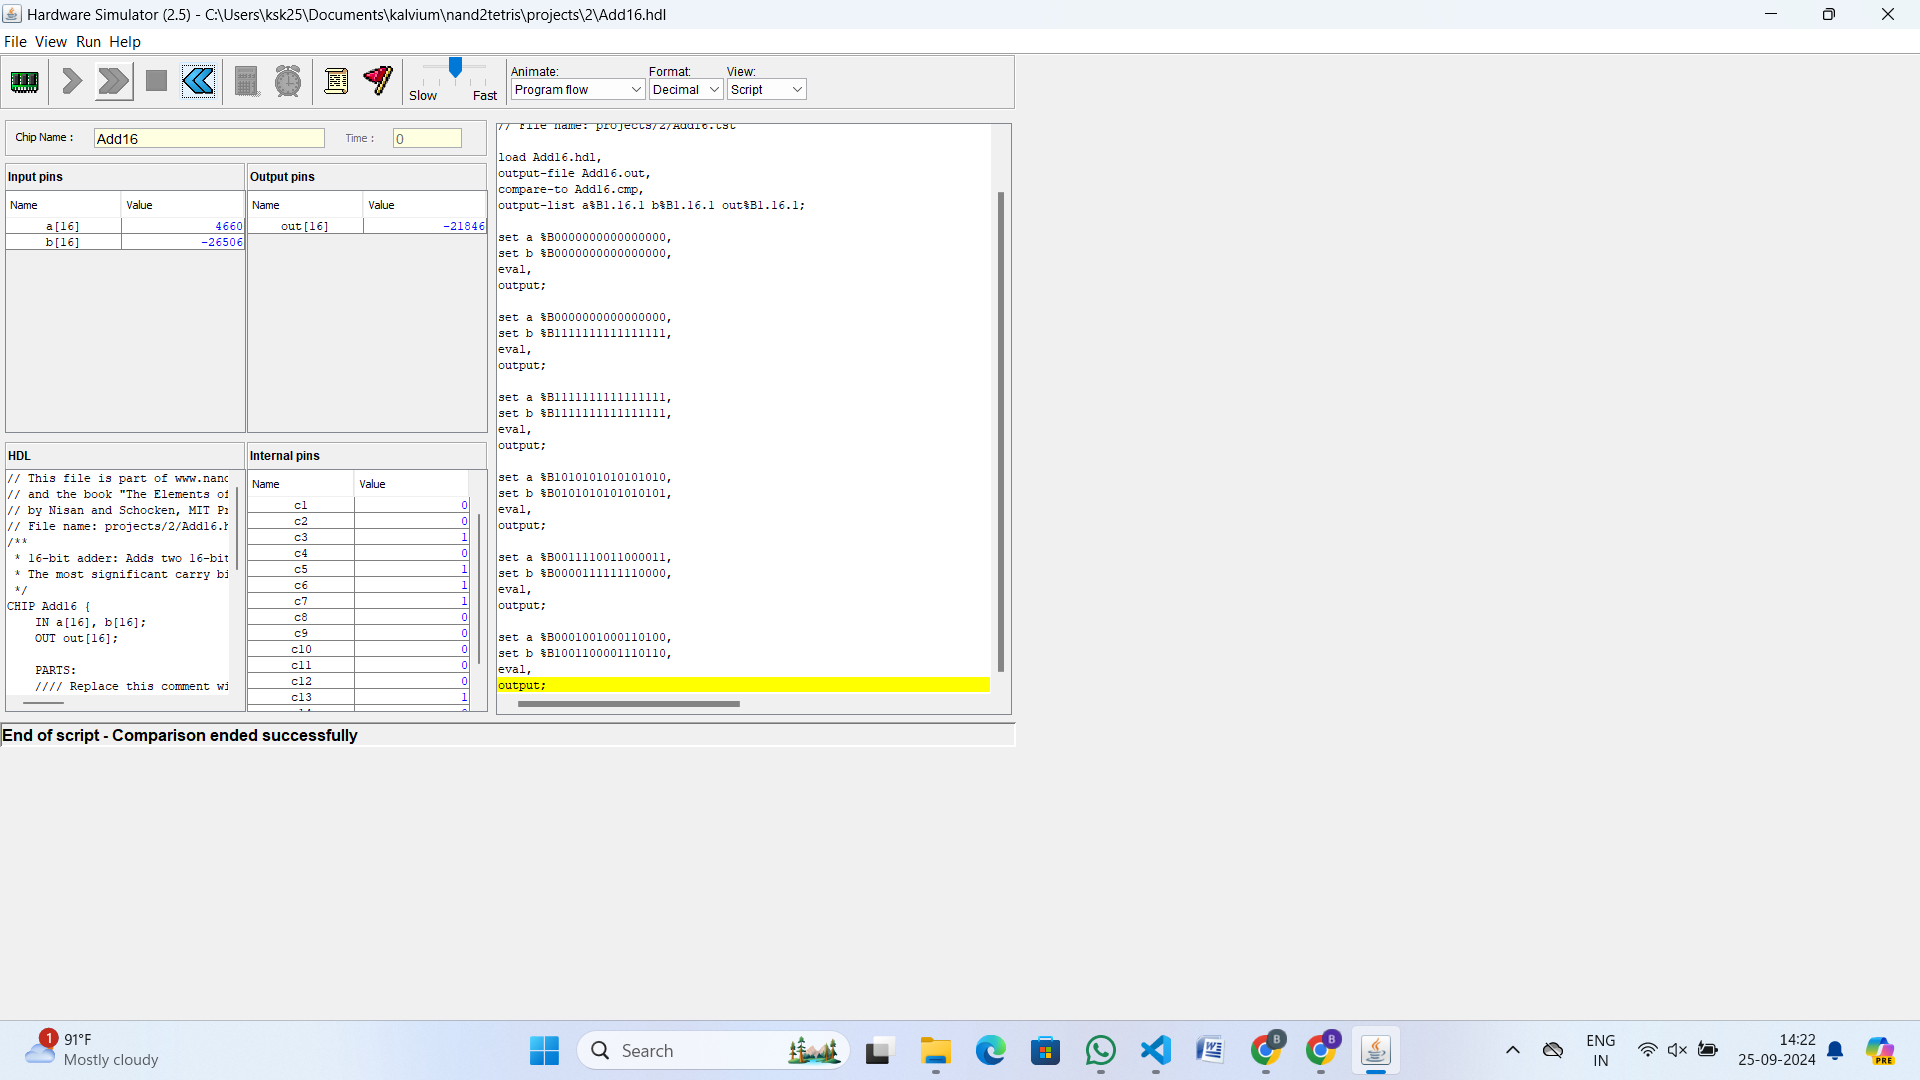 Hardware Simulator (2.5) - C:\Users\ksk25\Documents\kalvium\nand2tetris\projects\2\Add16.hdl
File View Run Help
Slow Fast
Animate: Format: View:
Program flow Decimal Script
Chip Name : Add16 Time : 0
Input pins
Name Value
a[16] 4660
b[16] -26506
Output pins
Name Value
out[16] -21846
HDL
// This file is part of www.nand
// and the book "The Elements of
// by Nisan and Schocken, MIT Pr
// File name: projects/2/Add16.h
/**
* 16-bit adder: Adds two 16-bit
* The most significant carry bi
*/
CHIP Add16 {
IN a[16], b[16];
OUT out[16];
PARTS:
//// Replace this comment wi
Internal pins
Name Value
c1 0
c2 0
c3 1
c4 0
c5 1
c6 1
c7 1
c8 0
c9 0
c10 0
c11 0
c12 0
c13 1
// File name: projects/2/Add16.tst
load Add16.hdl,
output-file Add16.out,
compare-to Add16.cmp,
output-list a%B1.16.1 b%B1.16.1 out%B1.16.1;
set a %B0000000000000000,
set b %B0000000000000000,
eval,
output;
set a %B0000000000000000,
set b %B1111111111111111,
eval,
output;
set a %B1111111111111111,
set b %B1111111111111111,
eval,
output;
set a %B1010101010101010,
set b %B0101010101010101,
eval,
output;
set a %B0011110011000011,
set b %B0000111111110000,
eval,
output;
set a %B0001001000110100,
set b %B1001100001110110,
eval,
output;
End of script - Comparison ended successfully
1
91°F
Mostly cloudy
Search
B
B
ENG
IN
14:22
25-09-2024
PRE